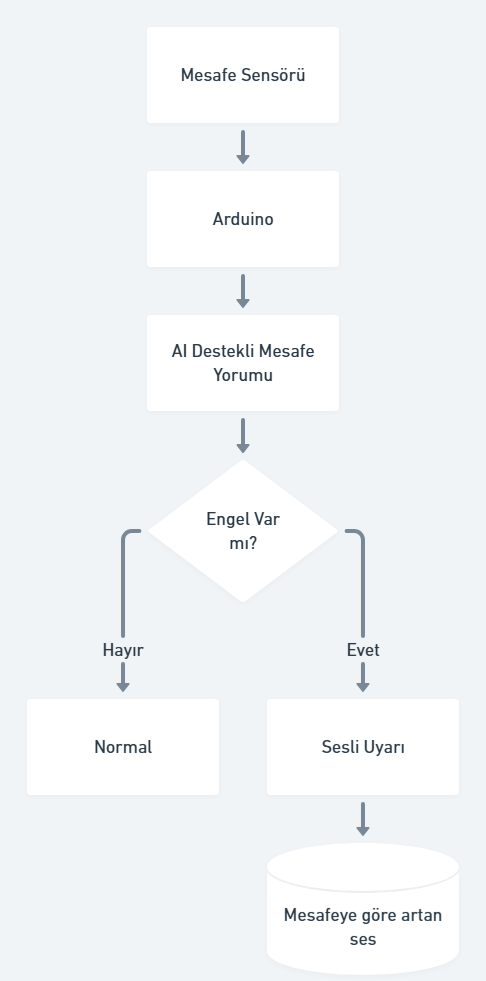 Mesafe Sensörü
Arduino
AI Destekli Mesafe
Yorumu
Engel Var
mı?
Hayır
Evet
Normal
Sesli Uyarı
Mesafeye göre artan
ses